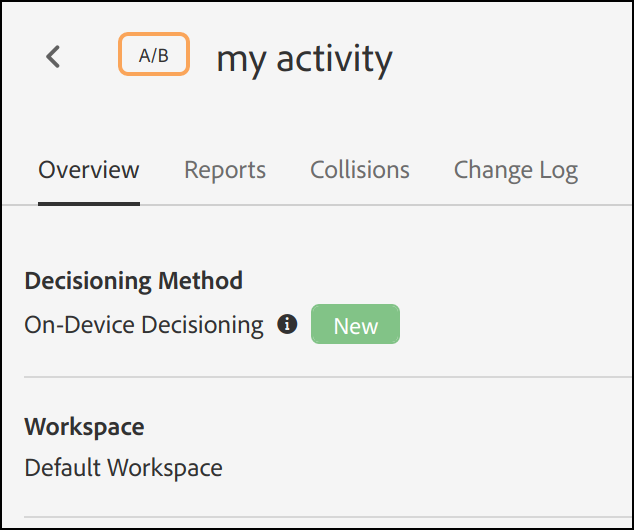 A/B my activity
Overview Reports Collisions Change Log
Decisioning Method
On-Device Decisioning New
Workspace
Default Workspace